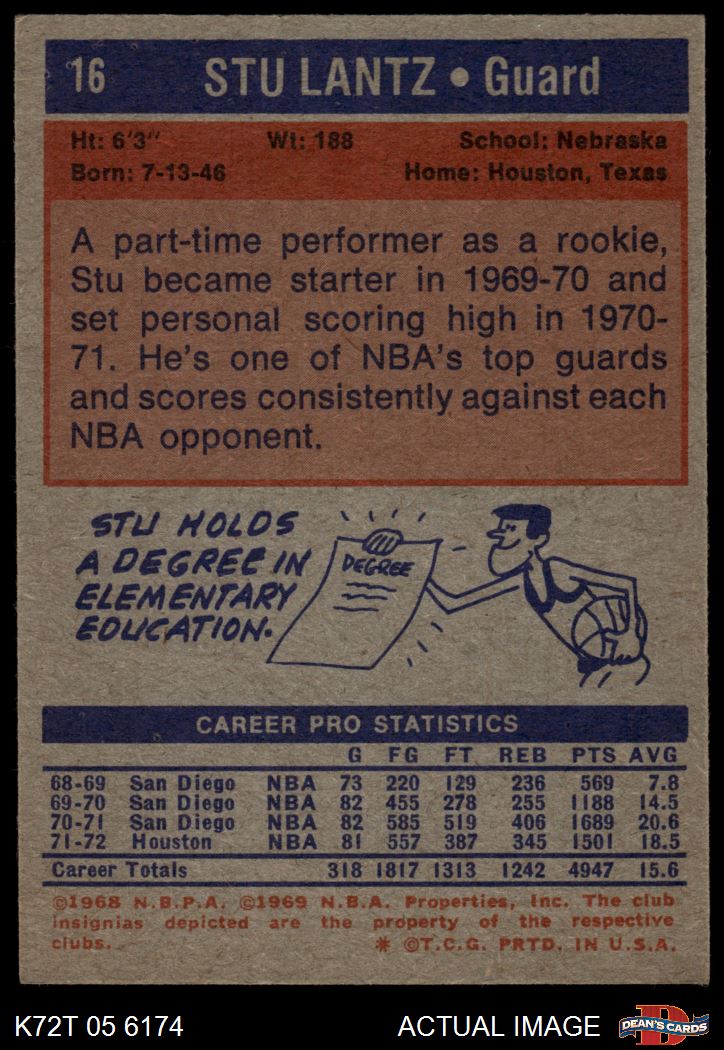 16 STU LANTZ • Guard
Ht: 6'3" Wt: 188 School: Nebraska
Born: 7-13-46 Home: Houston, Texas
A part-time performer as a rookie,
Stu became starter in 1969-70 and
set personal scoring high in 1970-
71. He's one of NBA's top guards
and scores consistently against each
NBA opponent.
STU HOLDS
A DEGREE IN
ELEMENTARY
EDUCATION.
DEGREE
CAREER PRO STATISTICS
G FG FT REB PTS AVG
68-69 San Diego NBA 73 220 129 236 569 7.8
69-70 San Diego NBA 82 455 278 255 1188 14.5
70-71 San Diego NBA 82 585 519 406 1689 20.6
71-72 Houston NBA 81 557 387 345 1501 18.5
Career Totals 318 1817 1313 1242 4947 15.6
©1968 N.B.P.A. ©1969 N.B.A. Properties, Inc. The club
insignias depicted are the property of the respective
clubs. * ©T.C.G. PRTD. IN U.S.A.
K72T 05 6174 ACTUAL IMAGE D DEAN'S CARDS